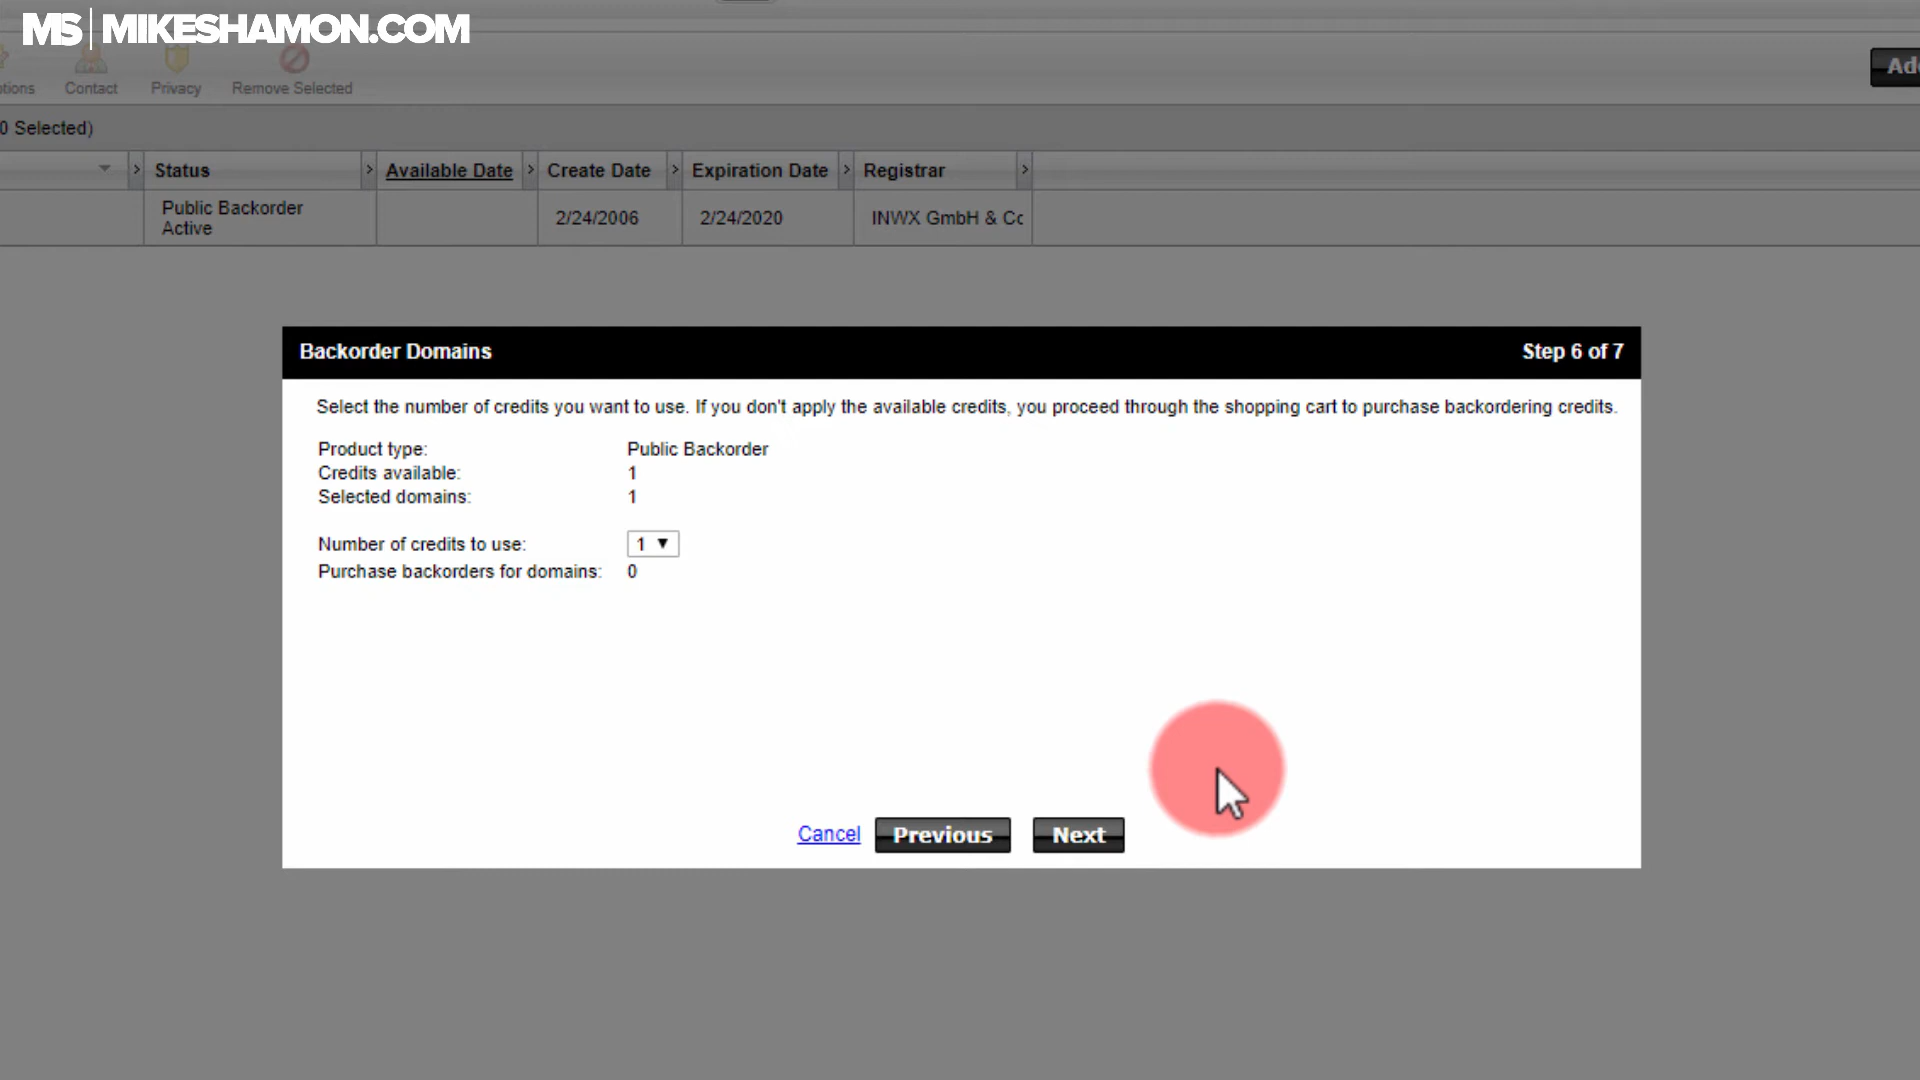 MS | MIKESHAMON.COM
Contact
Privacy
Remove Selected
0 Selected)
Status
Available Date
Create Date
Expiration Date
Registrar
Public Backorder
Active
2/24/2006
2/24/2020
INWX GmbH & Co
Backorder Domains
Step 6 of 7
Select the number of credits you want to use. If you don't apply the available credits, you proceed through the shopping cart to purchase backordering credits.
Product type: Public Backorder
Credits available: 1
Selected domains: 1
Number of credits to use: 1
Purchase backorders for domains: 0
Cancel
Previous
Next